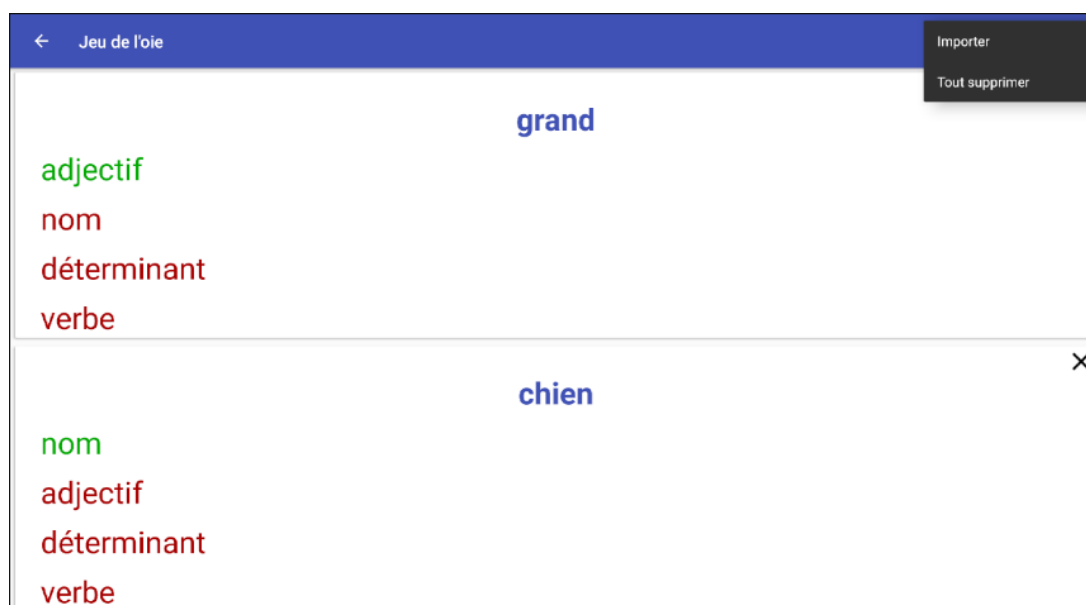 Jeu de l'oie
Importer
Tout supprimer
grand
adjectif
nom
déterminant
verbe
chien
nom
adjectif
déterminant
verbe